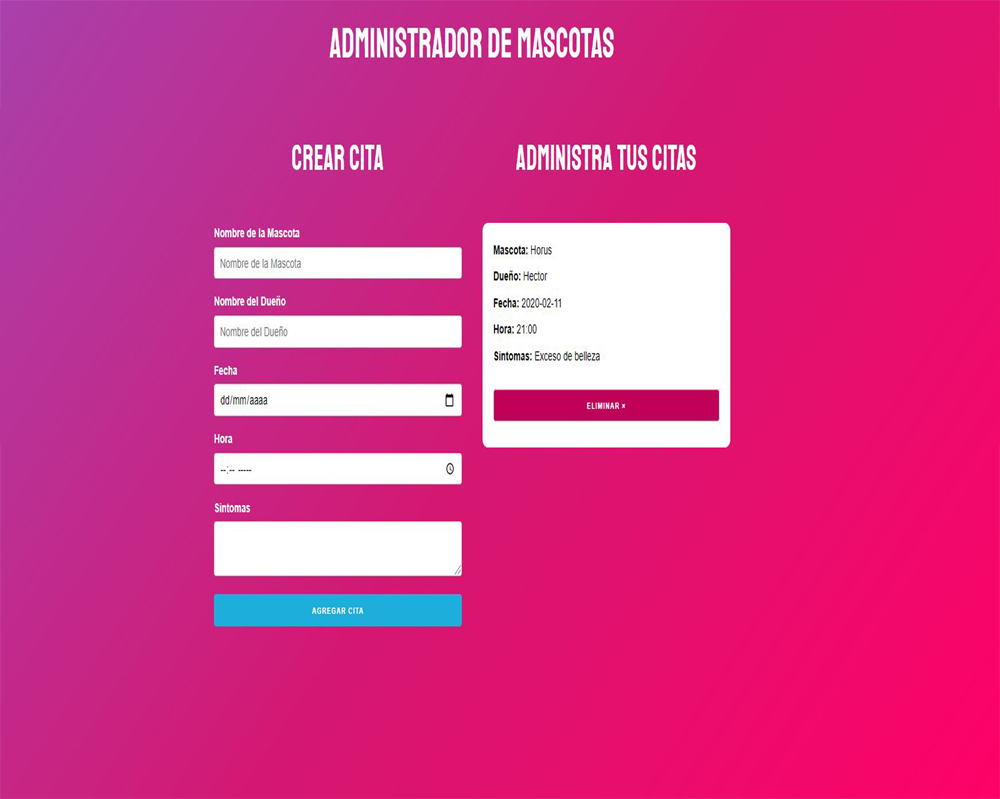 ADMINISTRADOR DE MASCOTAS
CREAR CITA
Nombre de la Mascota
Nombre de la Mascota
Nombre del Dueño
Nombre del Dueño
Fecha
dd/mm/aaaa
Hora
--:-- -----
Sintomas
AGREGAR CITA
ADMINISTRA TUS CITAS
Mascota: Horus
Dueño: Hector
Fecha: 2020-02-11
Hora: 21:00
Sintomas: Exceso de belleza
ELIMINAR ×